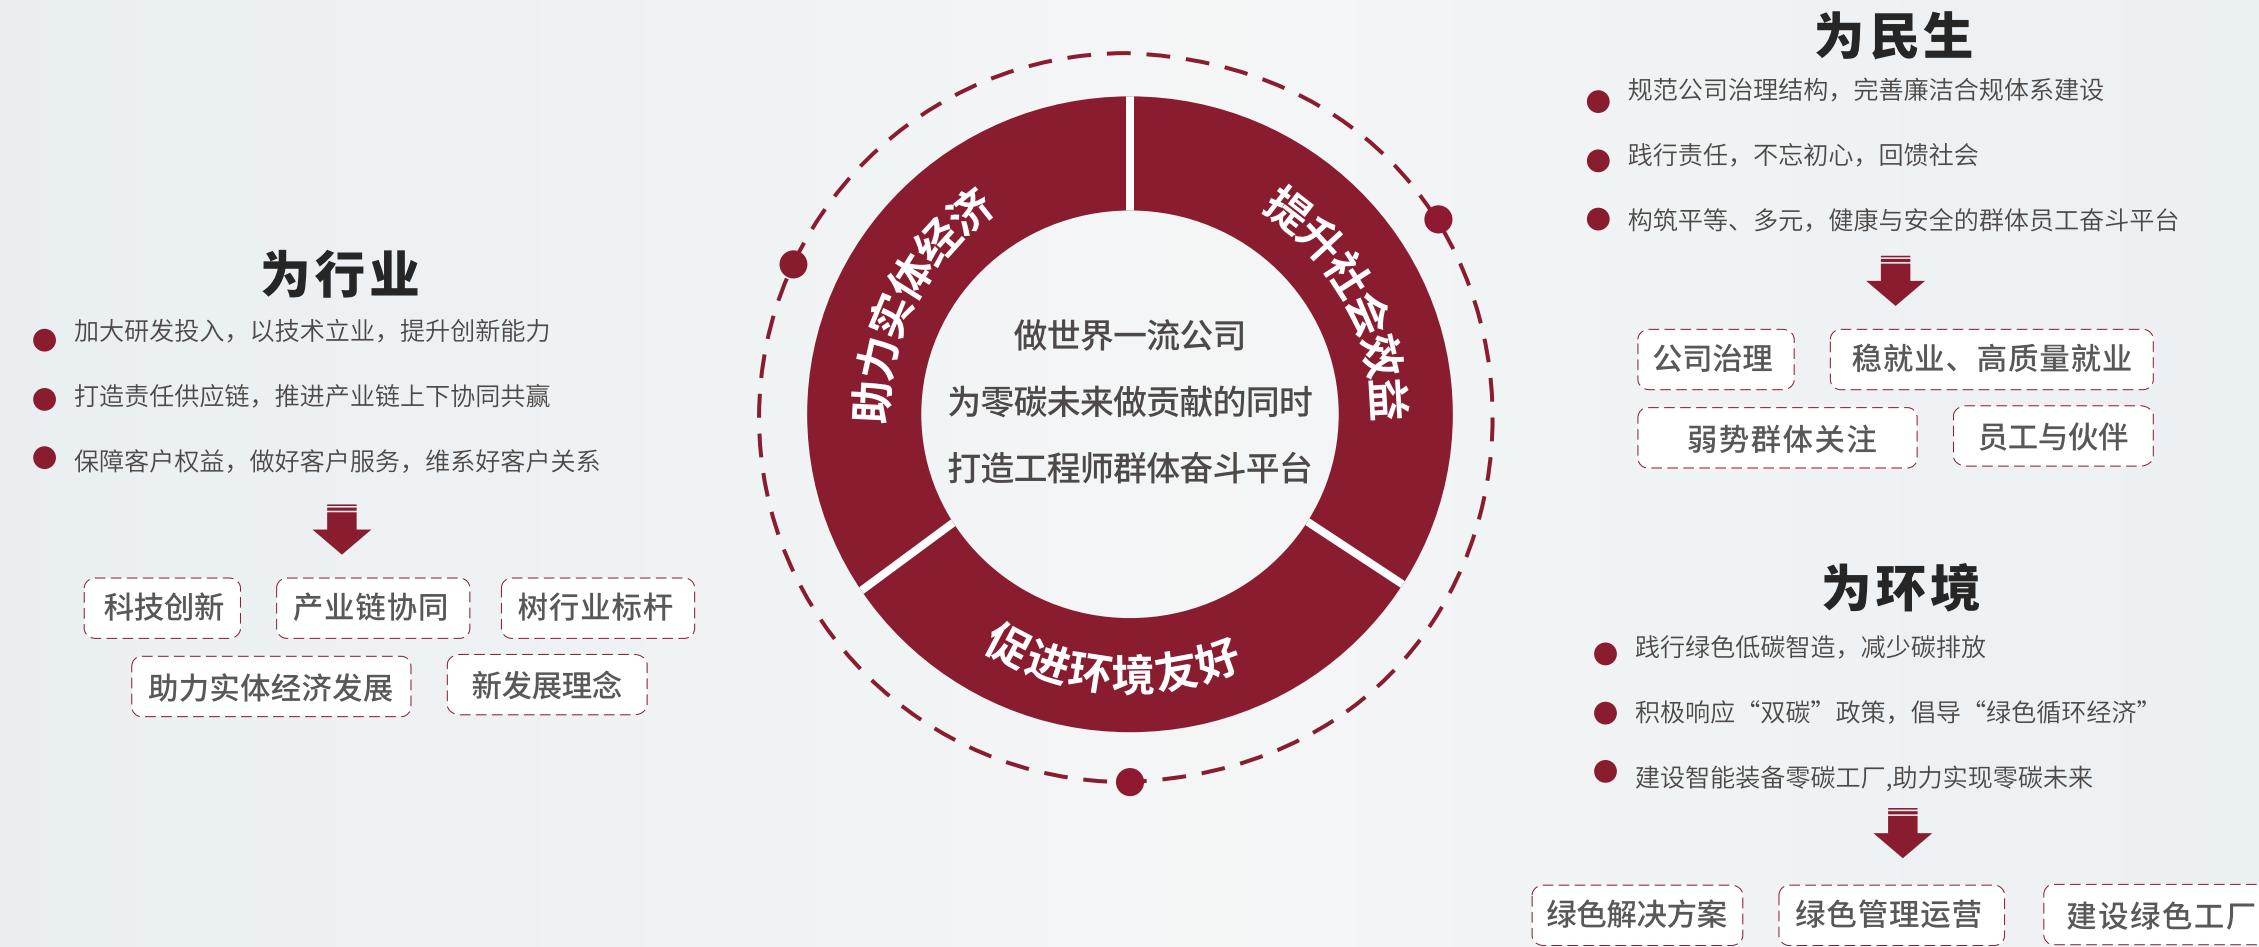 为行业
加大研发投入，以技术立业，提升创新能力
打造责任供应链，推进产业链上下协同共赢
保障客户权益，做好客户服务，维系好客户关系
科技创新
产业链协同
树行业标杆
助力实体经济发展
新发展理念
助力实体经济
提升社会效益
促进环境友好
做世界一流公司
为零碳未来做贡献的同时
打造工程师群体奋斗平台
为民生
规范公司治理结构，完善廉洁合规体系建设
践行责任，不忘初心，回馈社会
构筑平等、多元，健康与安全的群体员工奋斗平台
公司治理
稳就业、高质量就业
弱势群体关注
员工与伙伴
为环境
践行绿色低碳智造，减少碳排放
积极响应“双碳”政策，倡导“绿色循环经济”
建设智能装备零碳工厂,助力实现零碳未来
绿色解决方案
绿色管理运营
建设绿色工厂